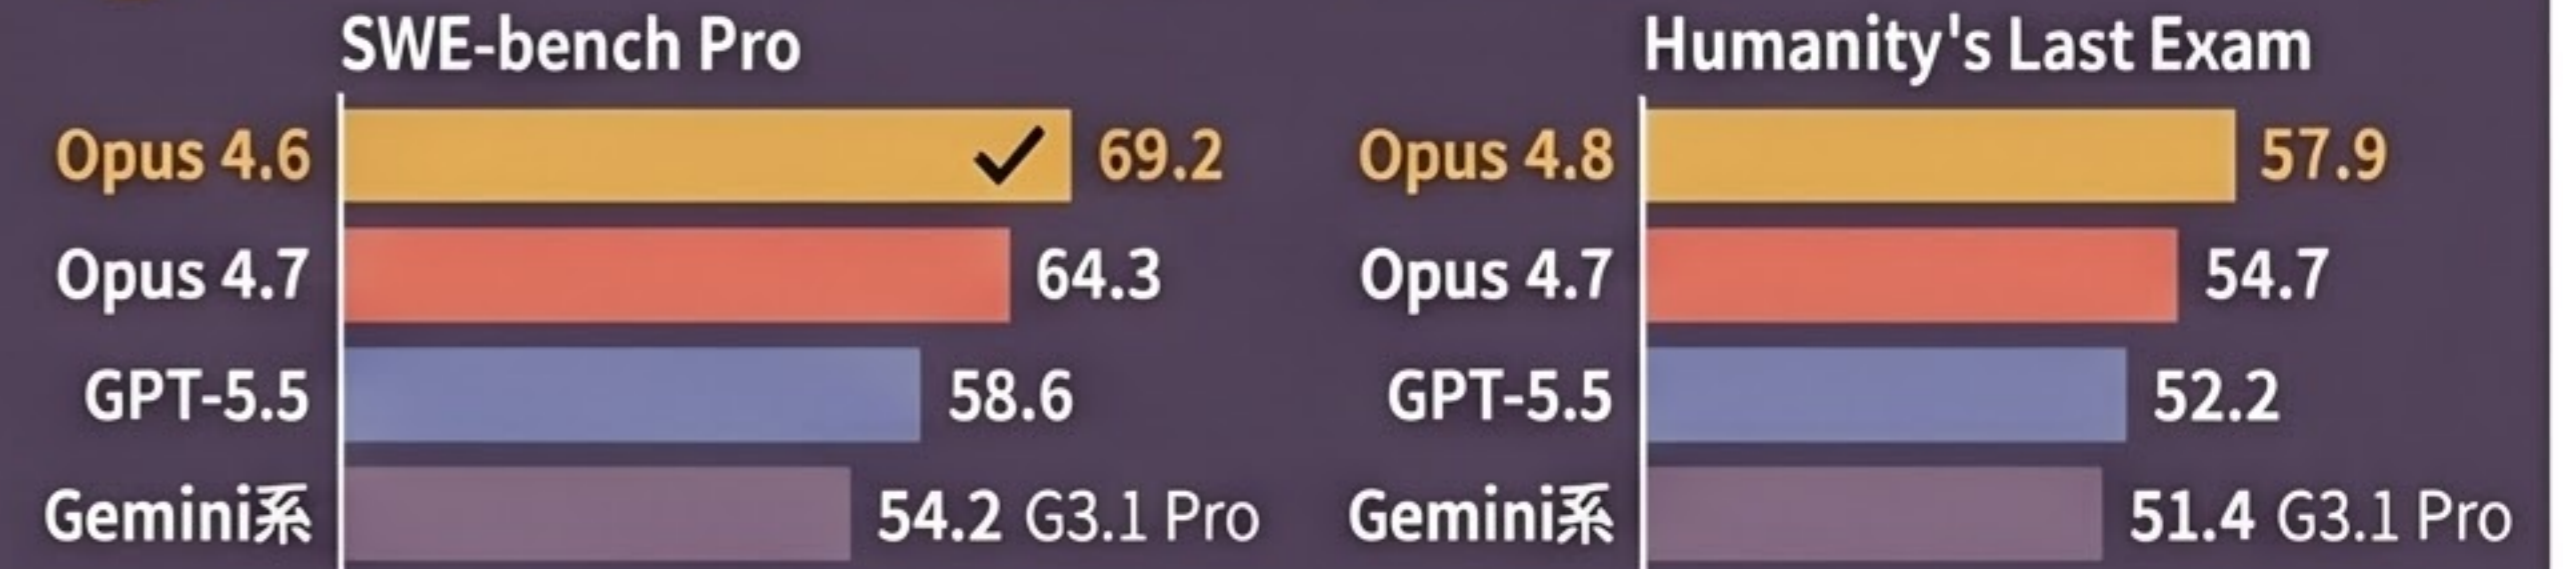 SWE-bench Pro
Opus 4.6 69.2
Opus 4.7 64.3
GPT-5.5 58.6
Gemini系 54.2 G3.1 Pro
Humanity's Last Exam
Opus 4.8 57.9
Opus 4.7 54.7
GPT-5.5 52.2
Gemini系 51.4 G3.1 Pro